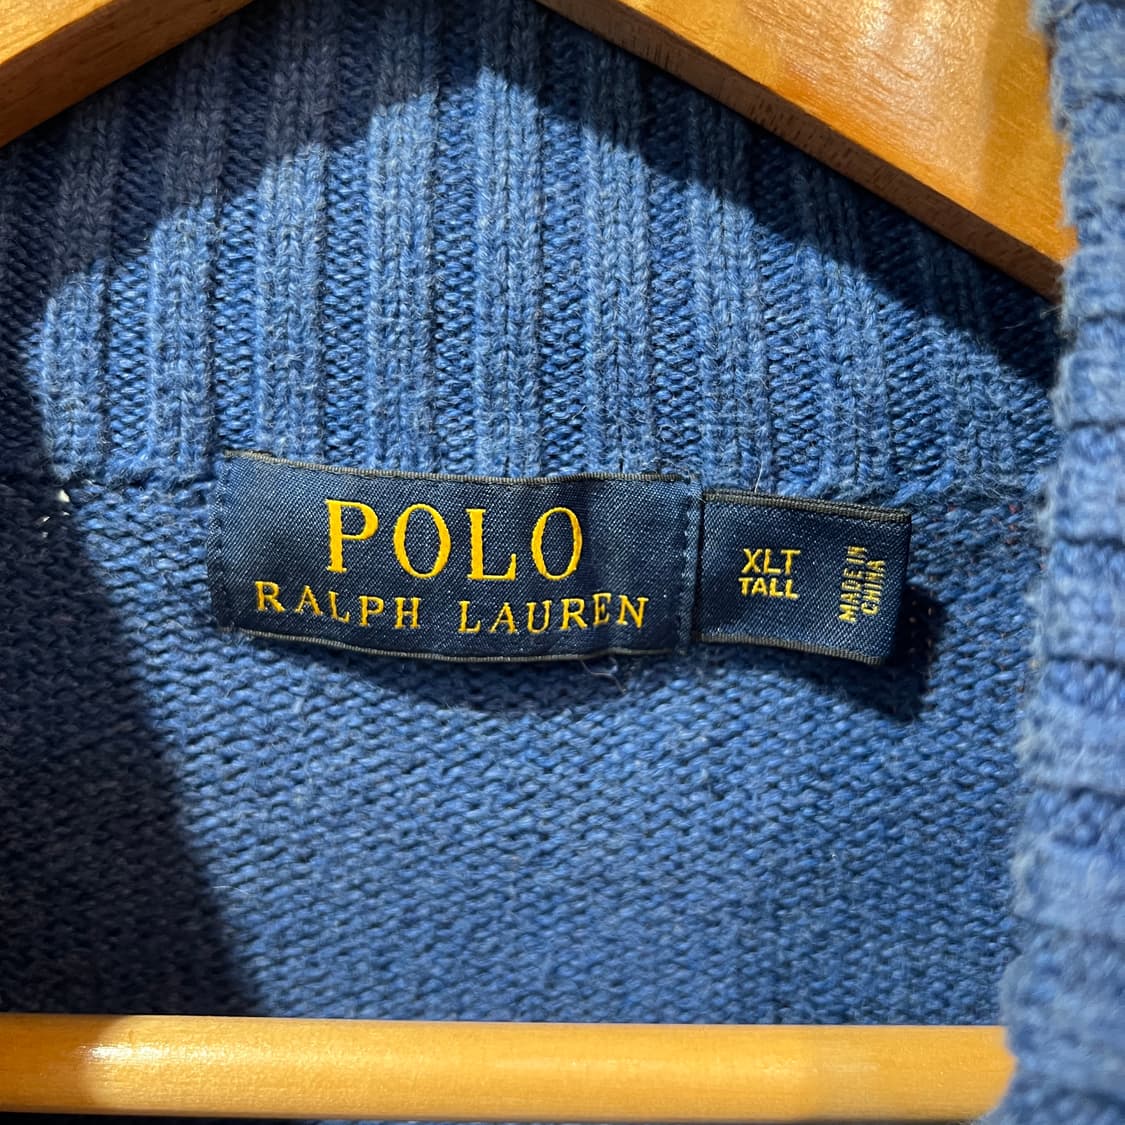 POLO
RALPH LAUREN
XLT
TALL
MADE IN
CHINA